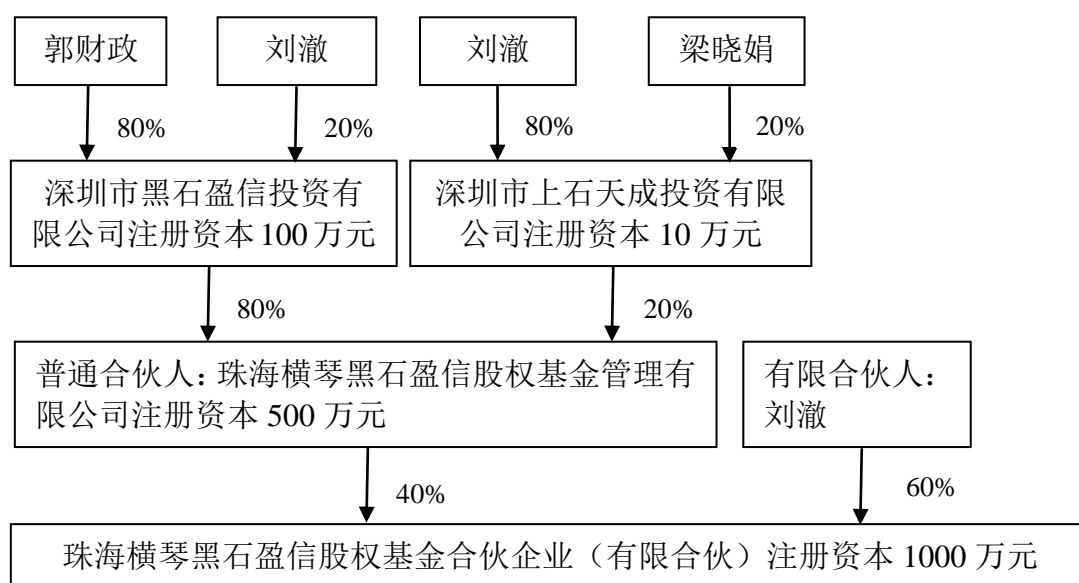 郭财政
刘澈
刘澈
梁晓娟
80%
20%
80%
20%
深圳市黑石盈信投资有
限公司注册资本 100 万元
深圳市上石天成投资有限
公司注册资本 10 万元
80%
20%
普通合伙人：珠海横琴黑石盈信股权基金管理有
限公司注册资本 500 万元
有限合伙人：
刘澈
40%
60%
珠海横琴黑石盈信股权基金合伙企业（有限合伙）注册资本 1000 万元